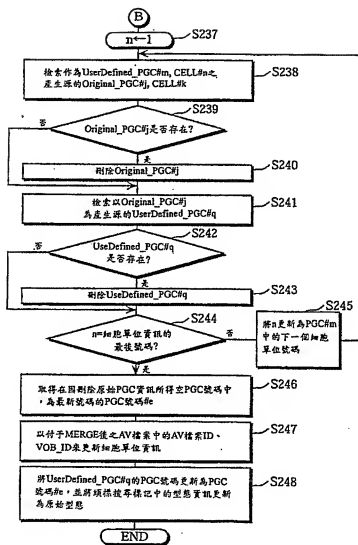 B
n←1
S237
檢索作為UserDefined_PGC#m, CELL#n之
產生源的Original_PGC#j, CELL#k
S238
S239
Original_PGC#j是否存在?
否
是
刪除Original_PGC#j
S240
檢索以Original_PGC#j
為產生源的UserDefined_PGC#q
S241
S242
UseDefined_PGC#q
是否存在?
否
是
刪除UseDefined_PGC#q
S243
S244
n=細胞單位資訊的
最後號碼?
否
是
S245
將n更新為PGC#m
中的下一個細胞
單位號碼
取得在因刪除原始PGC資訊所得空PGC號碼中,
為最新號碼的PGC號碼#e
S246
以付于MERGE後之AV檔案中的AV檔案ID、
VOB_ID來更新細胞單位資訊
S247
將UserDefined_PGC#q的PGC號碼更新為PGC
號碼#e,並將項標搜尋標記中的型態資訊更新
為原始型態
S248
END